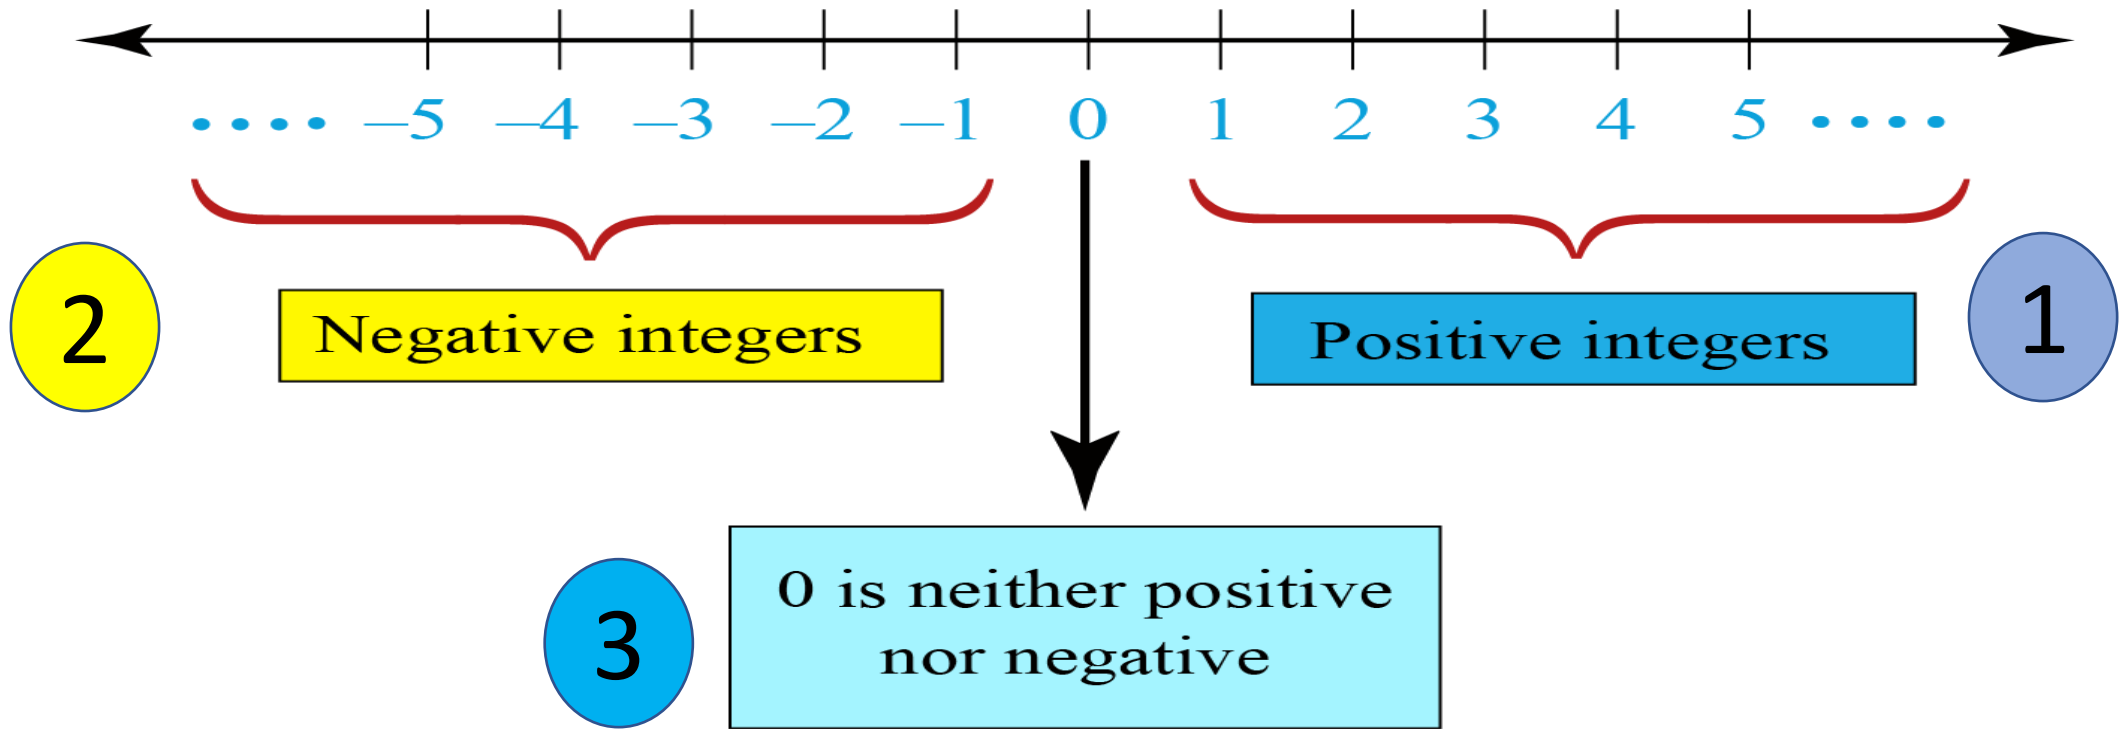 .... –5 –4 –3 –2 –1 0 1 2 3 4 5 ....
2
Negative integers
Positive integers
1
3
0 is neither positive
nor negative